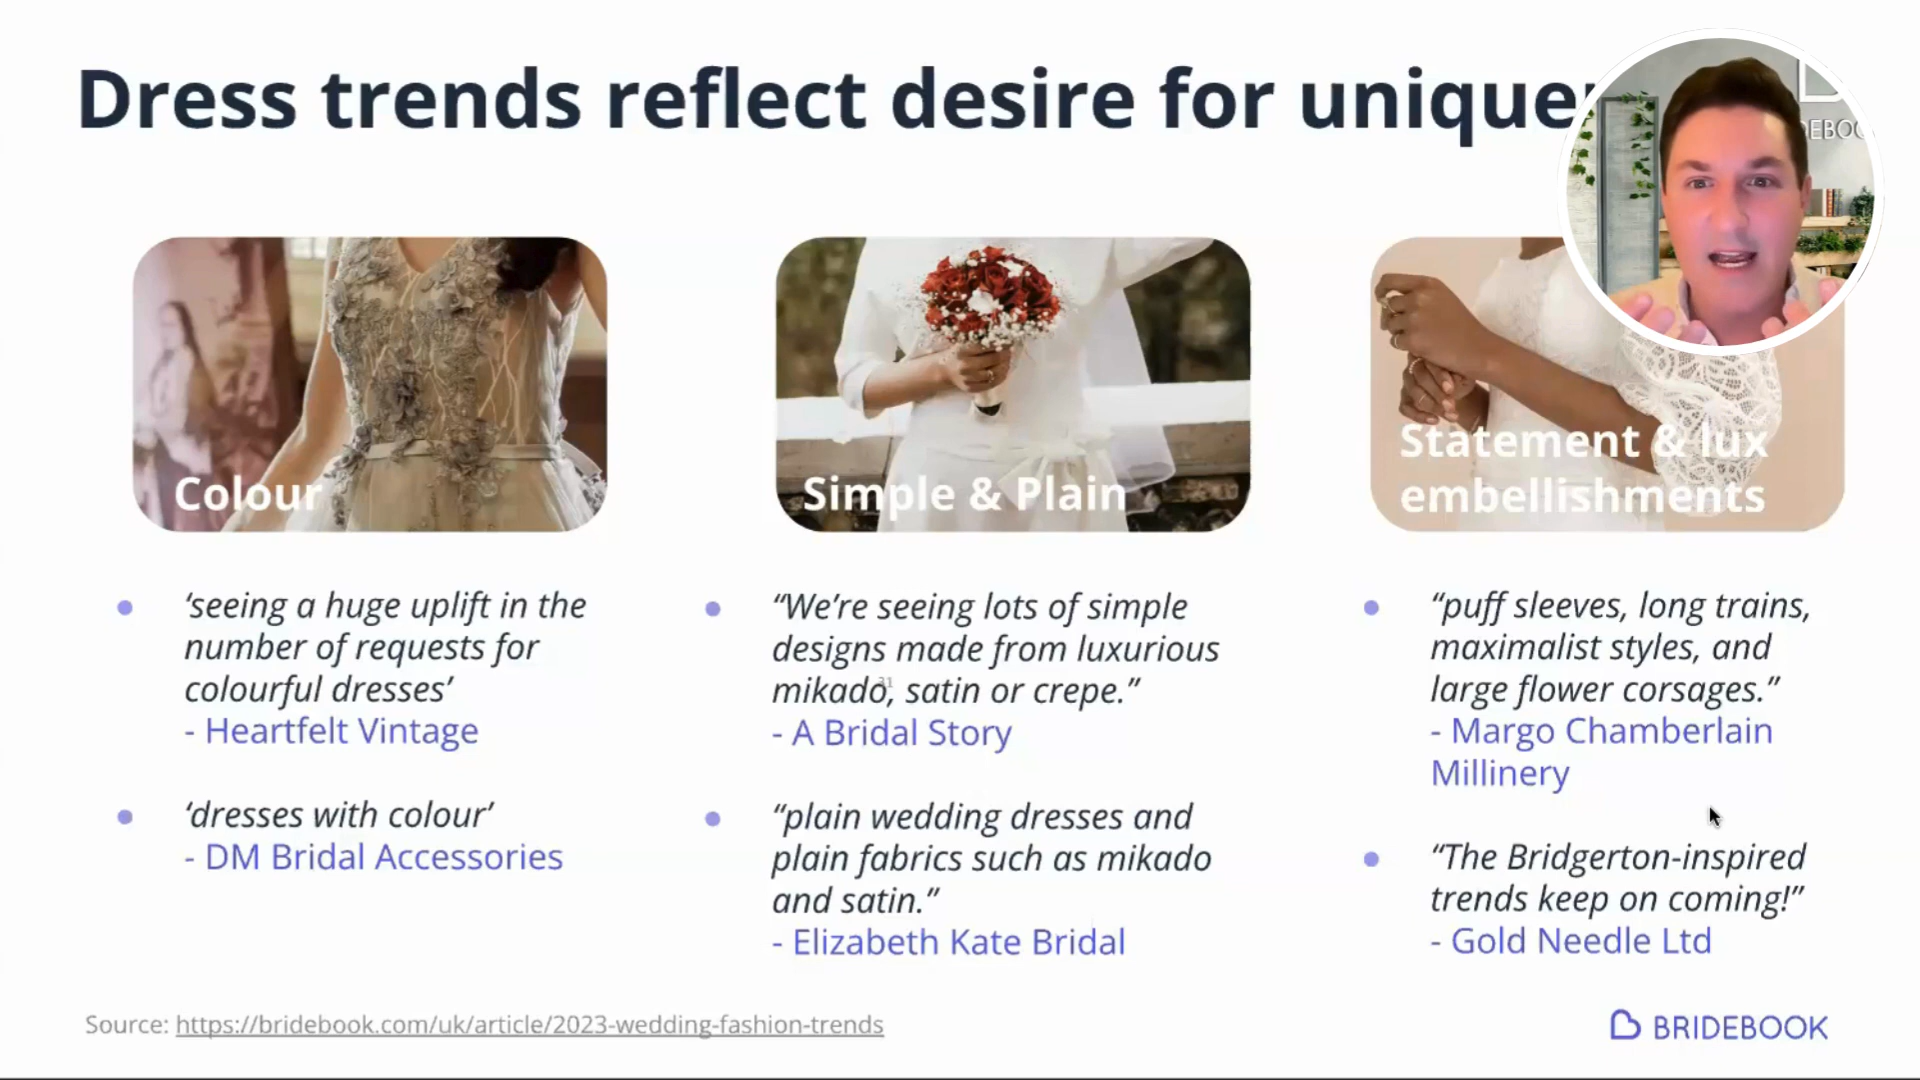 Dress trends reflect desire for
DEBOO
Colour
Simple & Plain
Statement & lux
embellishments
‘seeing a huge uplift in the
number of requests for
colourful dresses’
- Heartfelt Vintage
‘dresses with colour’
- DM Bridal Accessories
“We’re seeing lots of simple
designs made from luxurious
mikado, satin or crepe.”
31
- A Bridal Story
“plain wedding dresses and
plain fabrics such as mikado
and satin.”
- Elizabeth Kate Bridal
“puff sleeves, long trains,
maximalist styles, and
large flower corsages.”
- Margo Chamberlain
Millinery
“The Bridgerton-inspired
trends keep on coming!”
- Gold Needle Ltd
Source: https://bridebook.com/uk/article/2023-wedding-fashion-trends
BRIDEBOOK